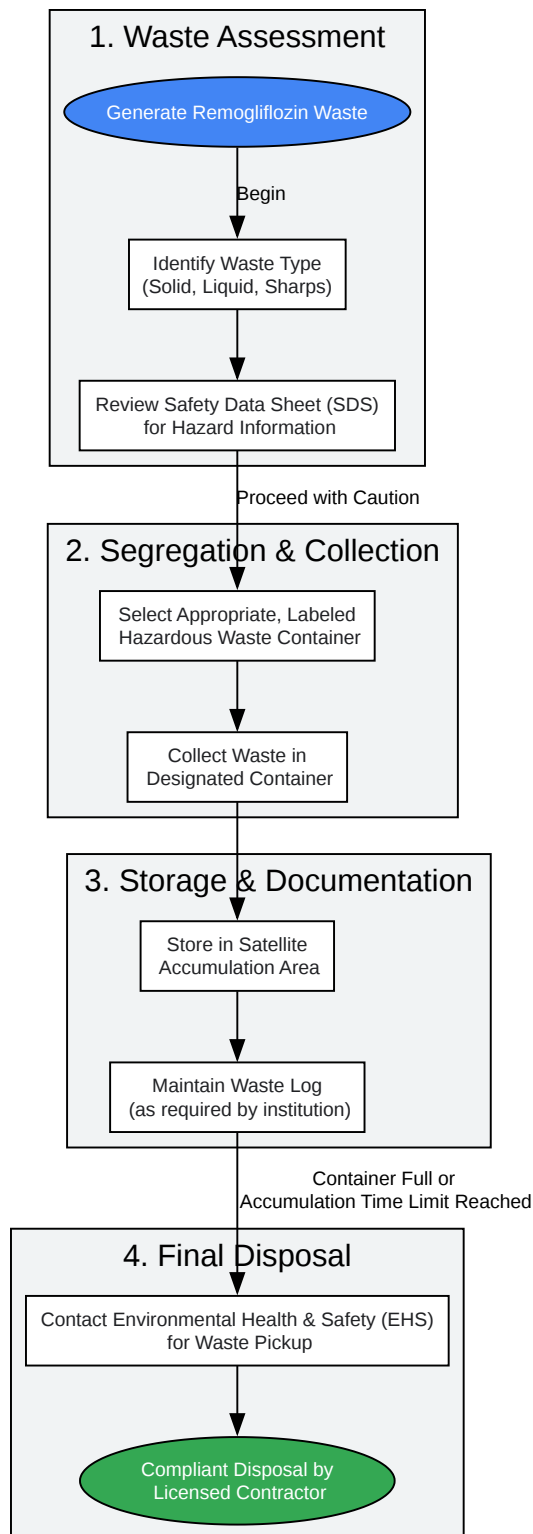 1. Waste Assessment
Generate Remogliflozin Waste
Begin
Identify Waste Type
(Solid, Liquid, Sharps)
Review Safety Data Sheet (SDS)
for Hazard Information
Proceed with Caution
2. Segregation & Collection
Select Appropriate, Labeled
Hazardous Waste Container
Collect Waste in
Designated Container
3. Storage & Documentation
Store in Satellite
Accumulation Area
Maintain Waste Log
(as required by institution)
Container Full or
Accumulation Time Limit Reached
4. Final Disposal
Contact Environmental Health & Safety (EHS)
for Waste Pickup
Compliant Disposal by
Licensed Contractor